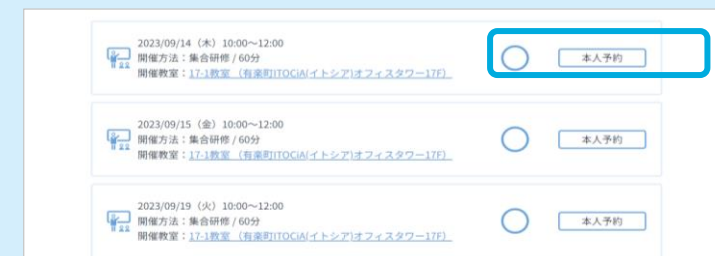 2023/09/14（木）10:00～12:00
開催方法：集合研修 / 60分
開催教室：17-1教室 （有楽町ITOCiA(イトシア)オフィスタワー17F）
本人予約
2023/09/15（金）10:00～12:00
開催方法：集合研修 / 60分
開催教室：17-1教室 （有楽町ITOCiA(イトシア)オフィスタワー17F）
本人予約
2023/09/19（火）10:00～12:00
開催方法：集合研修 / 60分
開催教室：17-1教室 （有楽町ITOCiA(イトシア)オフィスタワー17F）
本人予約